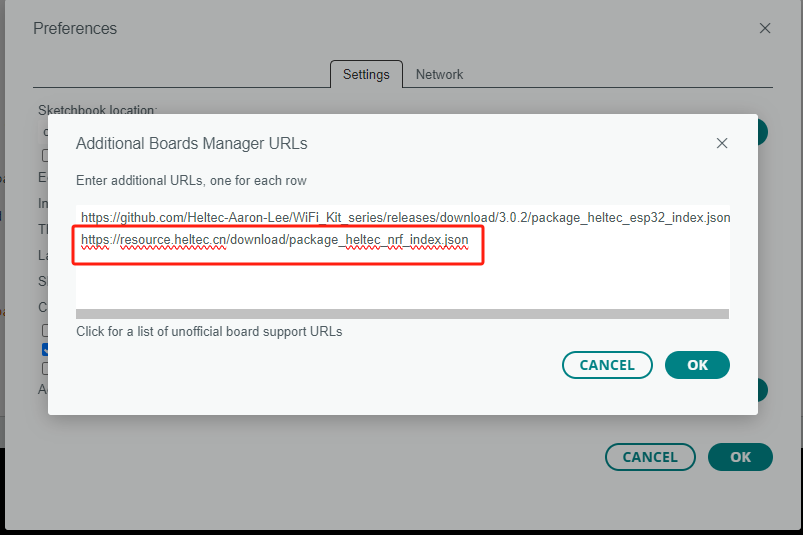 Preferences
Settings Network
Sketchbook location:
Additional Boards Manager URLs
Enter additional URLs, one for each row
https://github.com/Heltec-Aaron-Lee/WiFi_Kit_series/releases/download/3.0.2/package_heltec_esp32_index.json
https://resource.heltec.cn/download/package_heltec_nrf_index.json
Click for a list of unofficial board support URLs
CANCEL OK
CANCEL OK